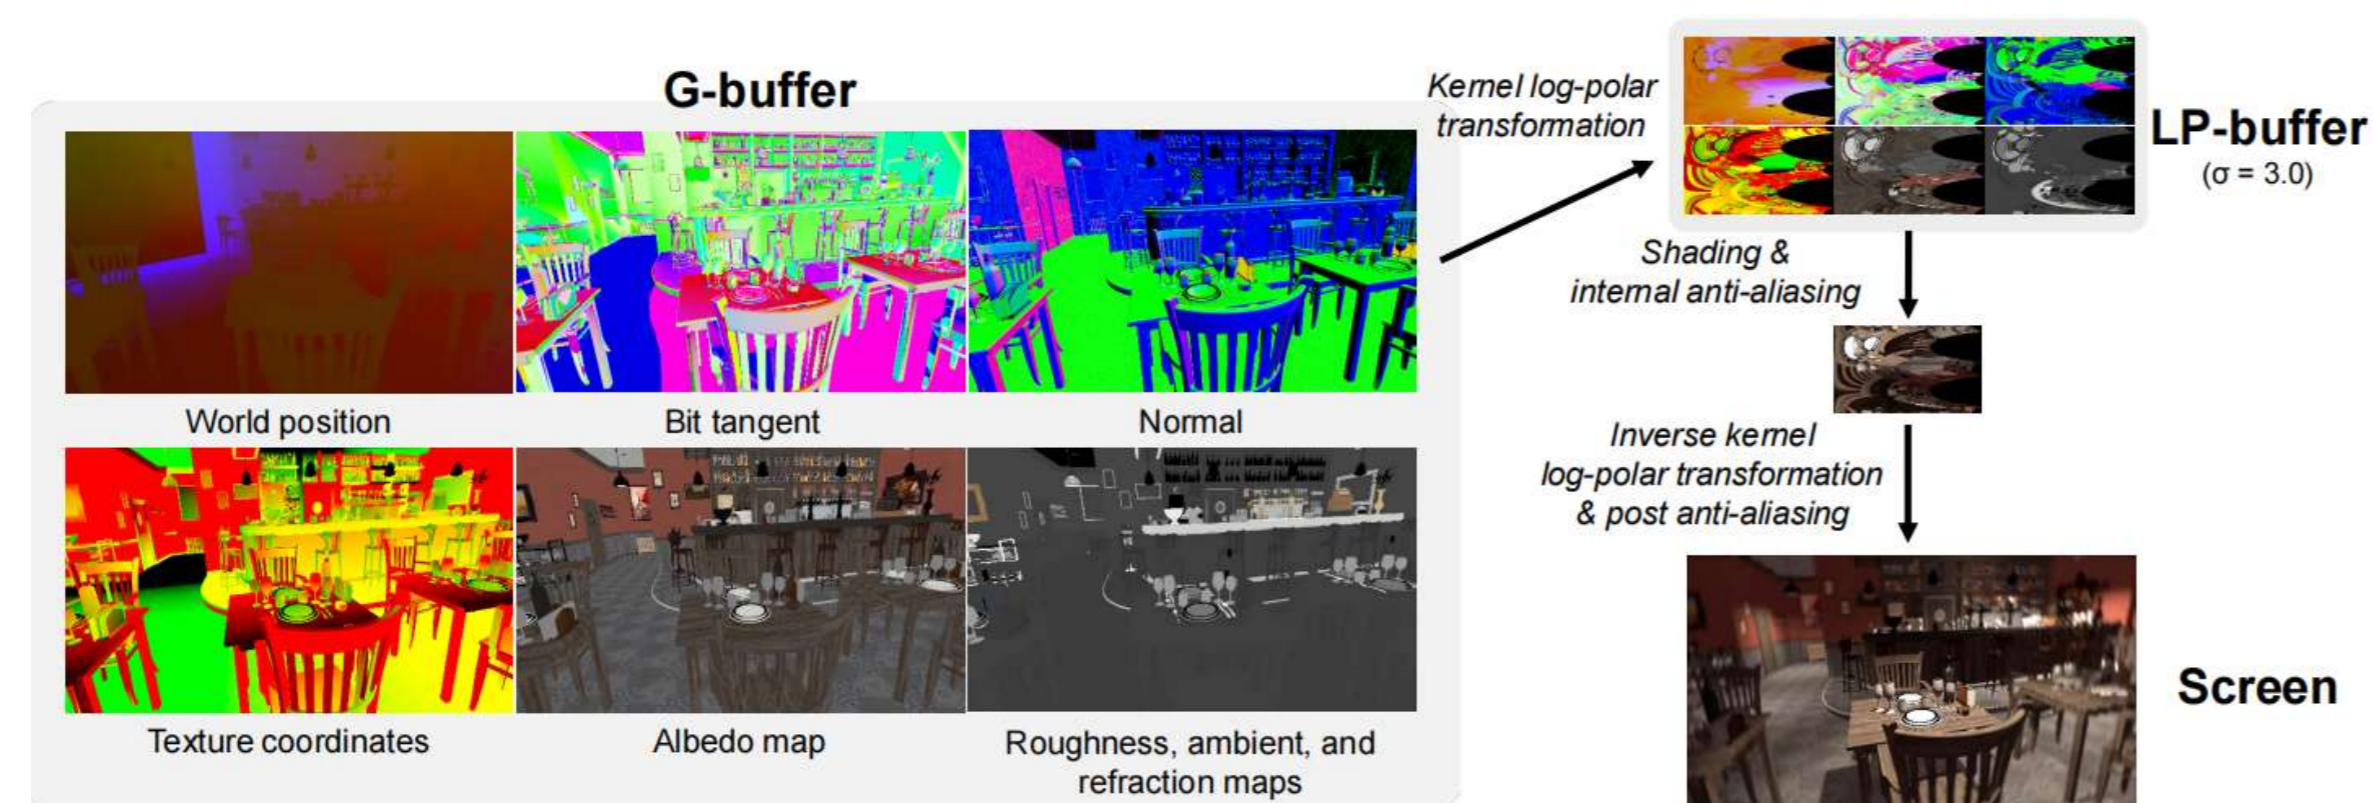 G-buffer
World position
Bit tangent
Normal
Texture coordinates
Albedo map
Roughness, ambient, and
refraction maps
Kernel log-polar
transformation
LP-buffer
(σ = 3.0)
Shading &
internal anti-aliasing
Inverse kernel
log-polar transformation
& post anti-aliasing
Screen